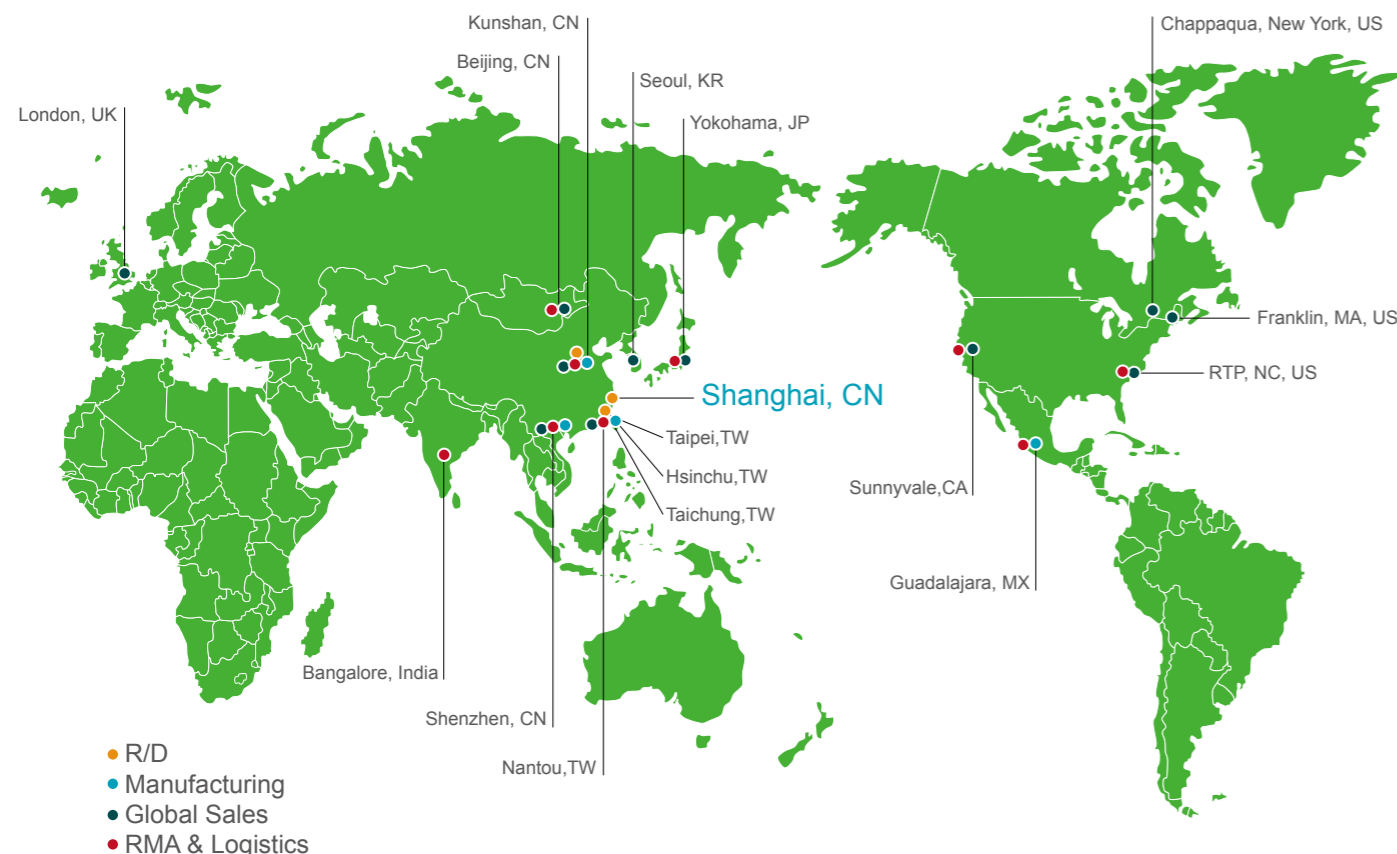 Kunshan, CN
Chappaqua, New York, US
Beijing, CN
Seoul, KR
London, UK
Yokohama, JP
Franklin, MA, US
RTP, NC, US
Shanghai, CN
Taipei,TW
Hsinchu,TW
Sunnyvale,CA
Taichung,TW
Guadalajara, MX
Bangalore, India
Shenzhen, CN
Nantou,TW
R/D
Manufacturing
Global Sales
RMA & Logistics